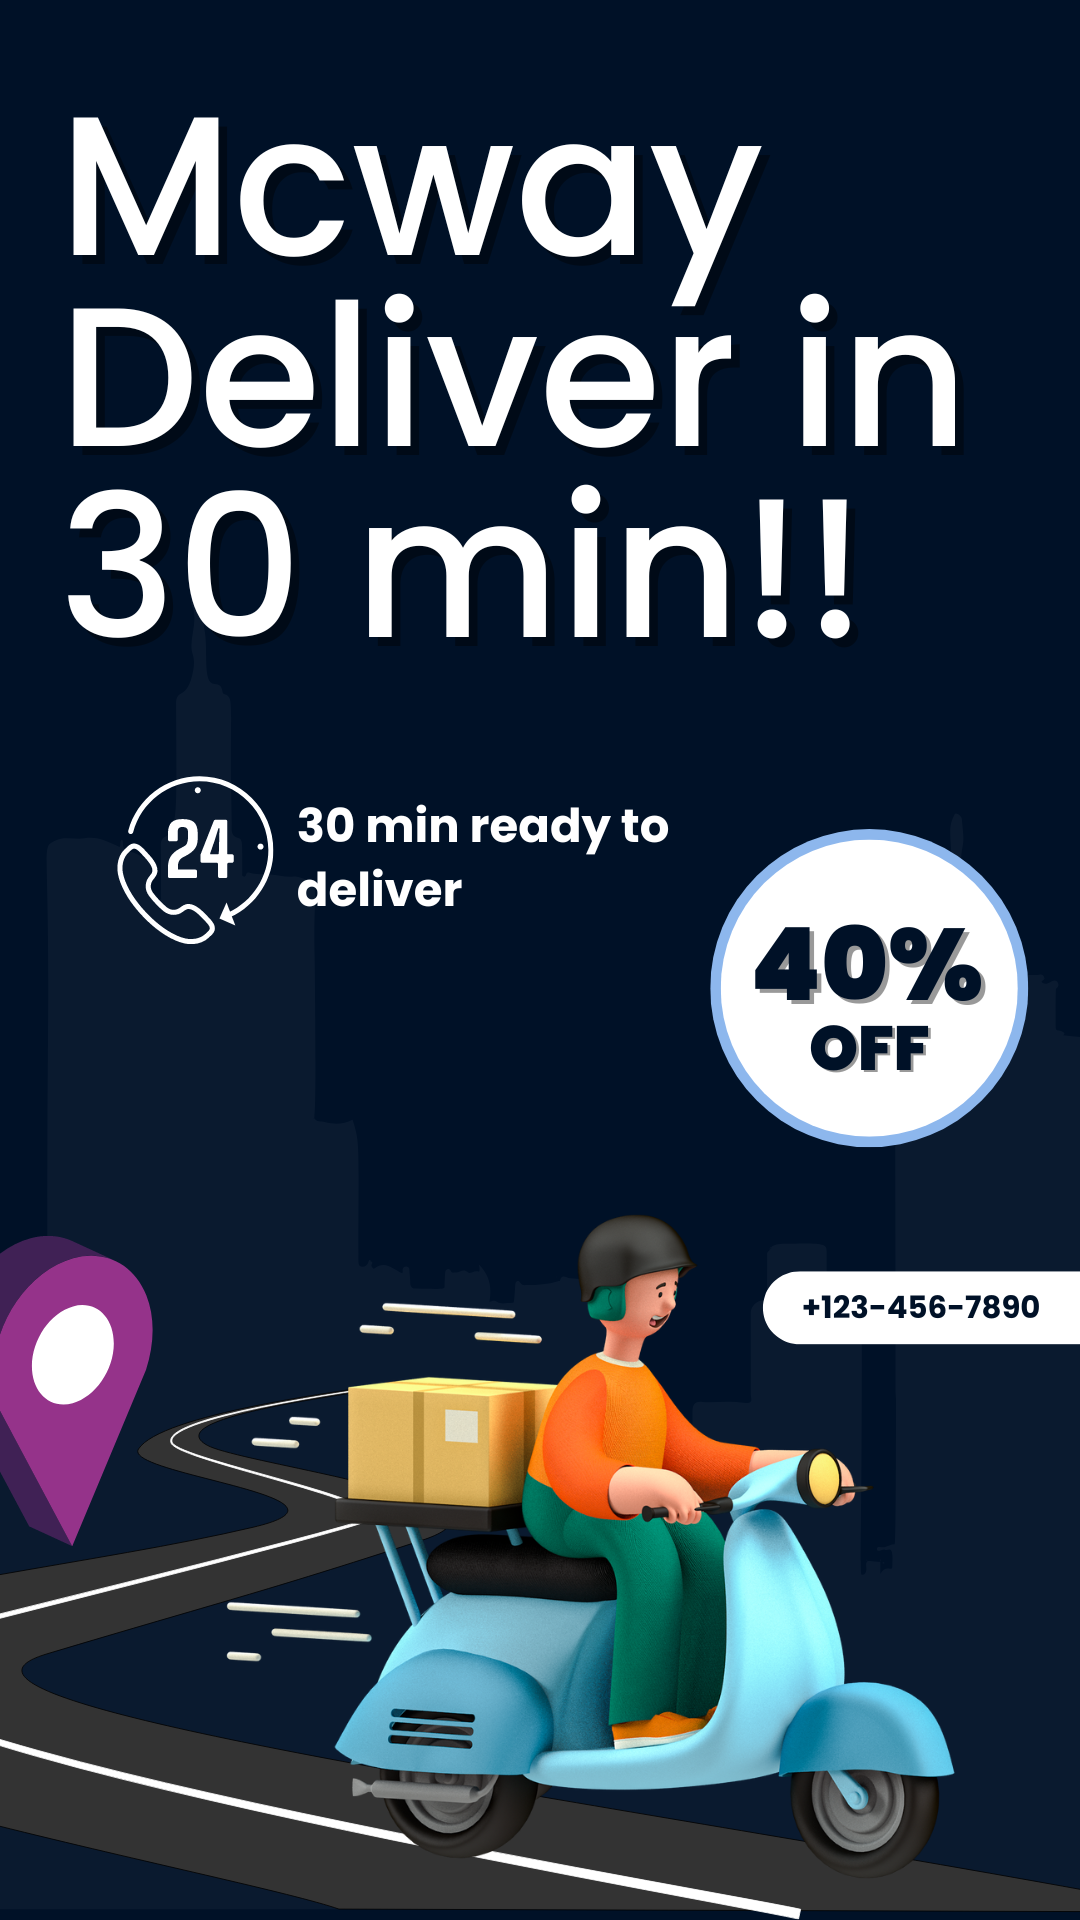 Mcway
Deliver in
30 min!!
24
30 min ready to
deliver
40%
OFF
+123-456-7890